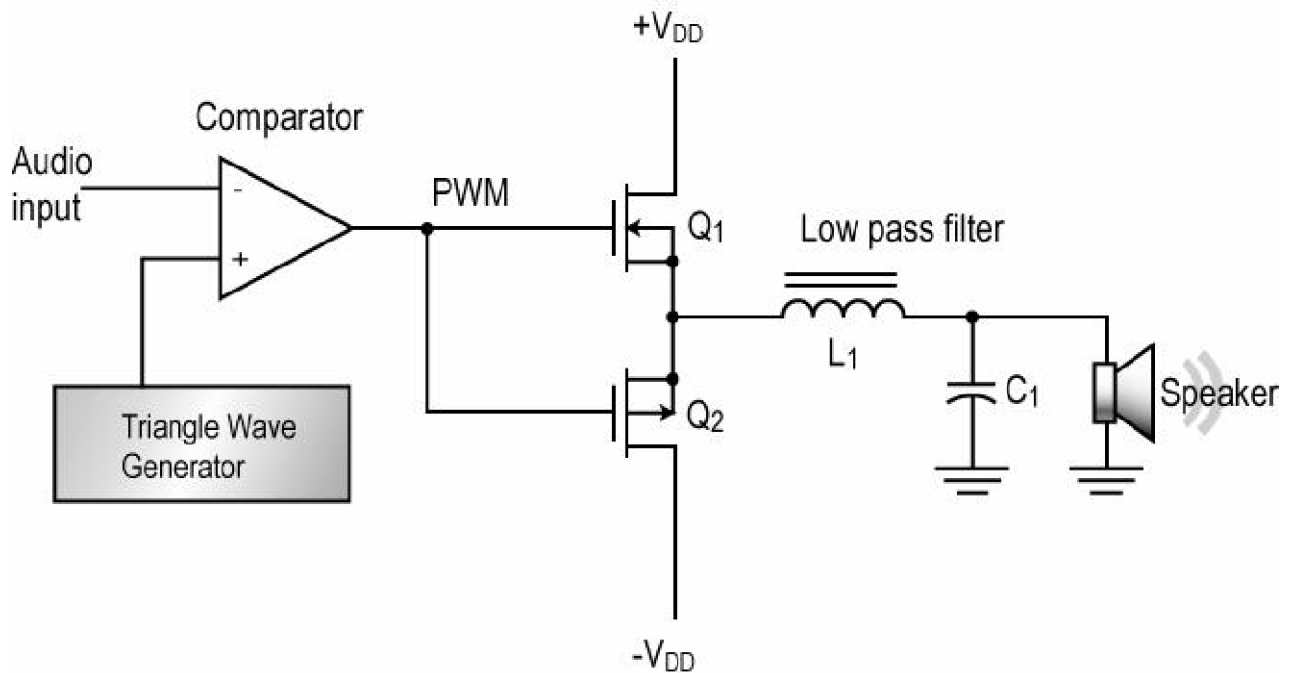 +VDD
Comparator
Audio
input
-
PWM
Q1
Low pass filter
+
L1
C1
Speaker
Triangle Wave
Generator
Q2
-VDD